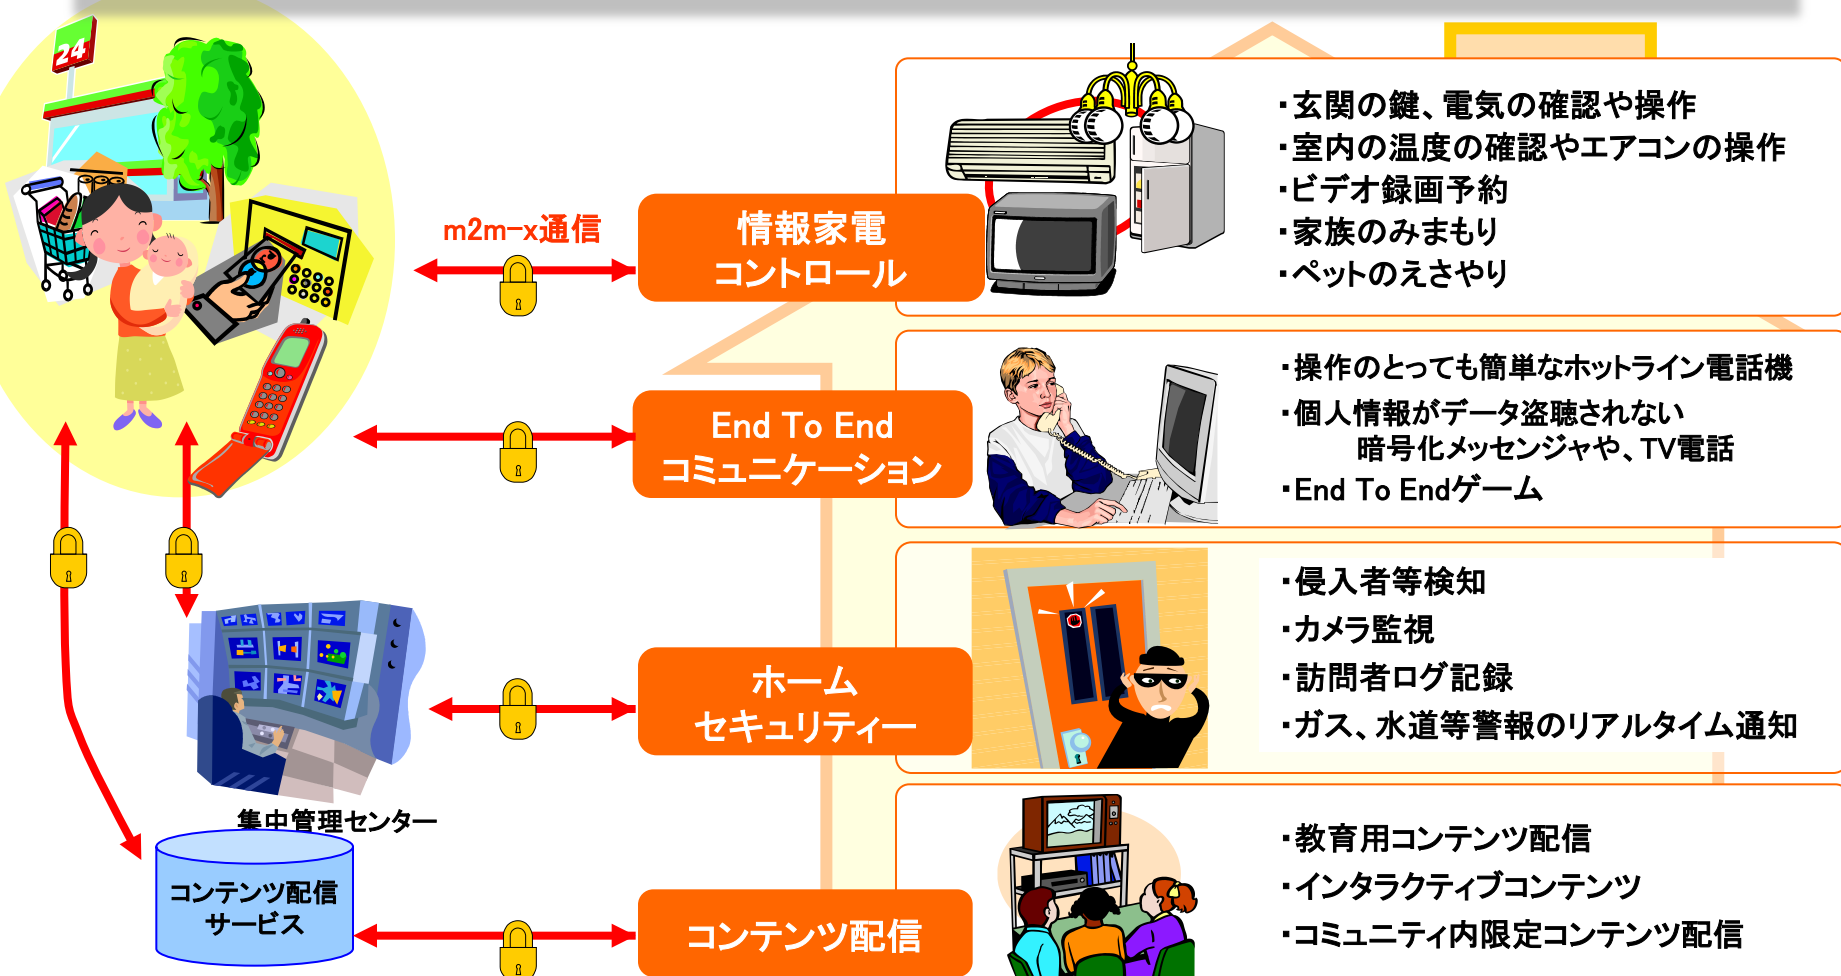 24
m2m-x通信
情報家電
コントロール
・玄関の鍵、電気の確認や操作
・室内の温度の確認やエアコンの操作
・ビデオ録画予約
・家族のみまもり
・ペットのえさやり
End To End
コミュニケーション
・操作のとっても簡単なホットライン電話機
・個人情報がデータ盗聴されない
暗号化メッセンジャや、TV電話
・End To Endゲーム
ホーム
セキュリティー
・侵入者等検知
・カメラ監視
・訪問者ログ記録
・ガス、水道等警報のリアルタイム通知
集中管理センター
コンテンツ配信
サービス
コンテンツ配信
・教育用コンテンツ配信
・インタラクティブコンテンツ
・コミュニティ内限定コンテンツ配信